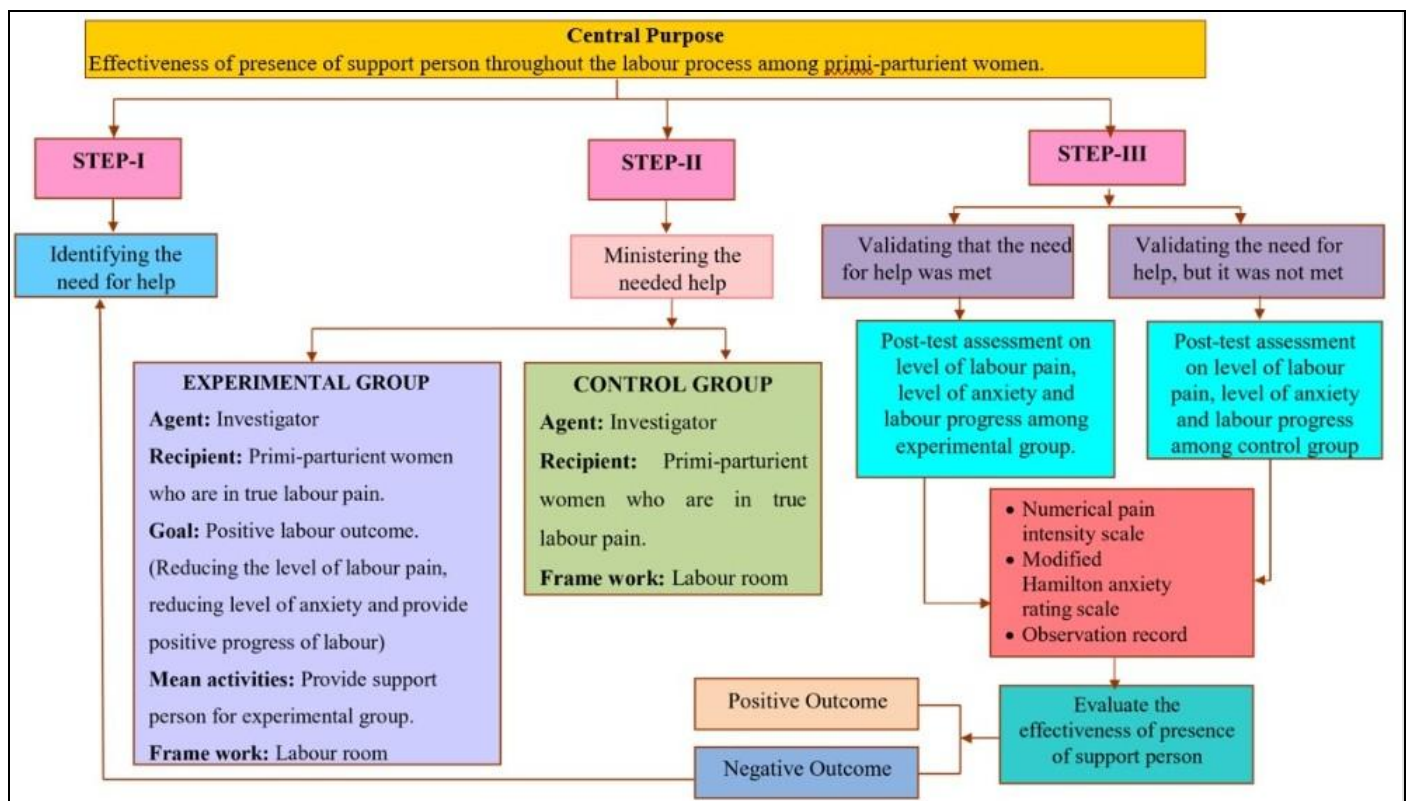 Central Purpose
Effectiveness of presence of support person throughout the labour process among primi-parturient women.
STEP-I
STEP-II
STEP-III
Identifying the
need for help
Ministering the
needed help
Validating that the need
for help was met
Validating the need for
help, but it was not met
EXPERIMENTAL GROUP
Agent: Investigator
Recipient: Primi-parturient women
who are in true labour pain.
Goal: Positive labour outcome.
(Reducing the level of labour pain,
reducing level of anxiety and provide
positive progress of labour)
Mean activities: Provide support
person for experimental group.
Frame work: Labour room
CONTROL GROUP
Agent: Investigator
Recipient: Primi-parturient
women who are in true
labour pain.
Frame work: Labour room
Post-test assessment on
level of labour pain,
level of anxiety and
labour progress among
experimental group.
Post-test assessment
on level of labour
pain, level of anxiety
and labour progress
among control group
• Numerical pain
intensity scale
• Modified
Hamilton anxiety
rating scale
• Observation record
Evaluate the
effectiveness of presence
of support person
Positive Outcome
Negative Outcome